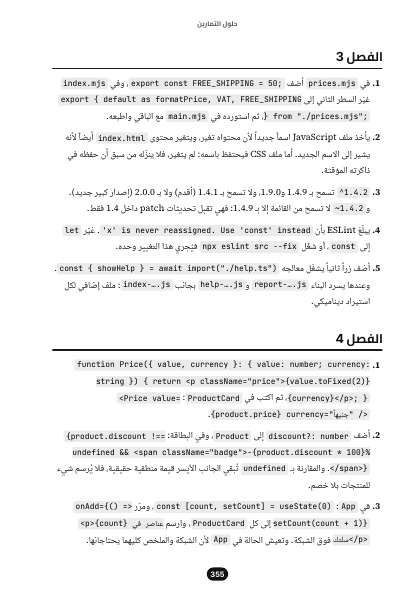 حلول التمارين
الفصل 3
1. في prices.mjs أضف export const FREE_SHIPPING = 50; ، وفي index.mjs
غيّر السطر الثاني إلى export { default as formatPrice, VAT, FREE_SHIPPING
} from "./prices.mjs"; ، ثم استورده في main.mjs مع الباقي واطبعه.
2. يأخذ ملف JavaScript اسماً جديداً لأن محتواه تغير، ويتغير محتوى index.html أيضاً لأنه
يشير إلى الاسم الجديد. أما ملف CSS فيحتفظ باسمه: لم يتغير، فلا ينزّله من سبق أن حفظه في
ذاكرته المؤقتة.
3. ^1.4.2 تسمح بـ 1.4.9 و1.9.0، ولا تسمح بـ 1.4.1 (أقدم) ولا بـ 2.0.0 (إصدار كبير جديد).
و ~1.4.2 لا تسمح من القائمة إلا بـ 1.4.9: فهي تقبل تحديثات patch داخل 1.4 فقط.
4. يبلّغ ESLint بأن 'x' is never reassigned. Use 'const' instead . غيّر let
إلى const ، أو شغّل npx eslint src --fix فيُجري هذا التغيير وحده.
5. أضف زراً ثانياً يشغّل معالجه const { showHelp } = await import("./help.ts") .
وعندها يسرد البناء report-….js و help-….js بجانب index-….js : ملف إضافي لكل
استيراد ديناميكي.
الفصل 4
1. function Price({ value, currency }: { value: number; currency:
string }) { return <p className="price">{value.toFixed(2)}
{currency}</p>; } ، ثم اكتب في ProductCard : <Price value=
{product.price} currency="جنيهاً" /> .
2. أضف discount?: number إلى Product ، وفي البطاقة: {product.discount !==
undefined && <span className="badge">-{product.discount * 100}%
</span>} . والمقارنة بـ undefined تُبقي الجانب الأيسر قيمة منطقية حقيقية، فلا يُرسم شيء
للمنتجات بلا خصم.
3. في App : const [count, setCount] = useState(0) ، ومرّر onAdd={() =>
setCount(count + 1)} إلى كل ProductCard ، وارسم <p>{count} عناصر في
سلتك</p> فوق الشبكة. وتعيش الحالة في App لأن الشبكة والملخص كليهما يحتاجانها.
355